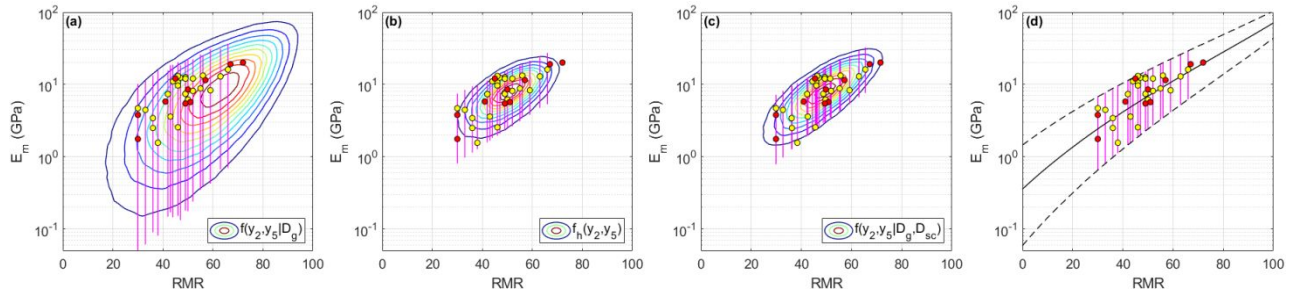 (a)
10^2
10^1
10^0
10^-1
E_m (GPa)
0 20 40 60 80 100
RMR
f(y_2,y_5|D_g)
(b)
10^2
10^1
10^0
10^-1
E_m (GPa)
0 20 40 60 80 100
RMR
f_h(y_2,y_5)
(c)
10^2
10^1
10^0
10^-1
E_m (GPa)
0 20 40 60 80 100
RMR
f(y_2,y_5|D_g,D_sc)
(d)
10^2
10^1
10^0
10^-1
E_m (GPa)
0 20 40 60 80 100
RMR